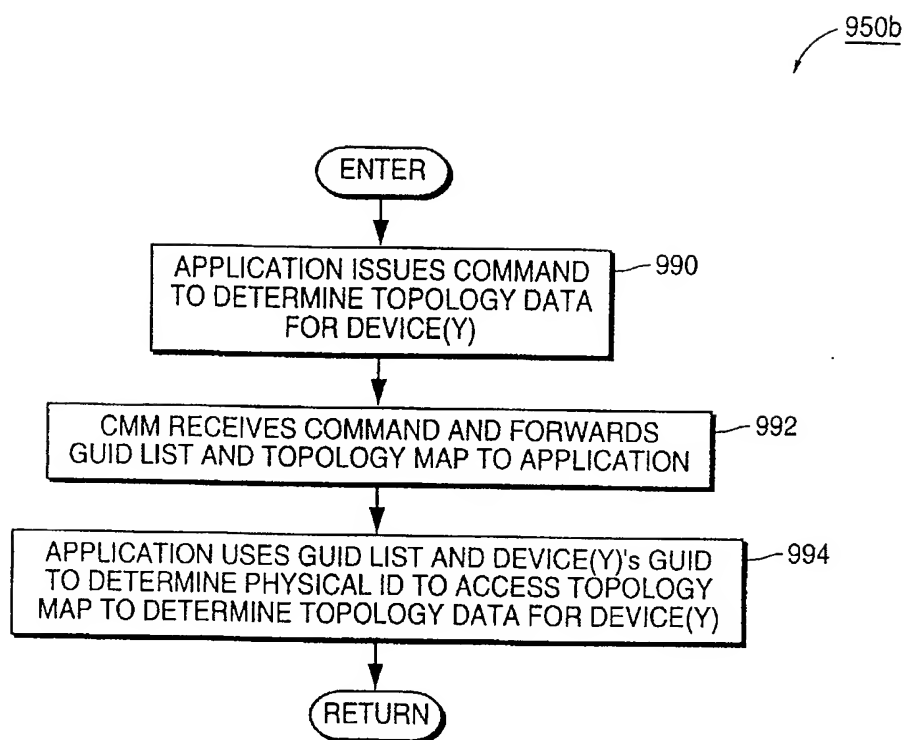 950b
ENTER
APPLICATION ISSUES COMMAND
TO DETERMINE TOPOLOGY DATA
FOR DEVICE(Y)
990
CMM RECEIVES COMMAND AND FORWARDS
GUID LIST AND TOPOLOGY MAP TO APPLICATION
992
APPLICATION USES GUID LIST AND DEVICE(Y)'s GUID
TO DETERMINE PHYSICAL ID TO ACCESS TOPOLOGY
MAP TO DETERMINE TOPOLOGY DATA FOR DEVICE(Y)
994
RETURN